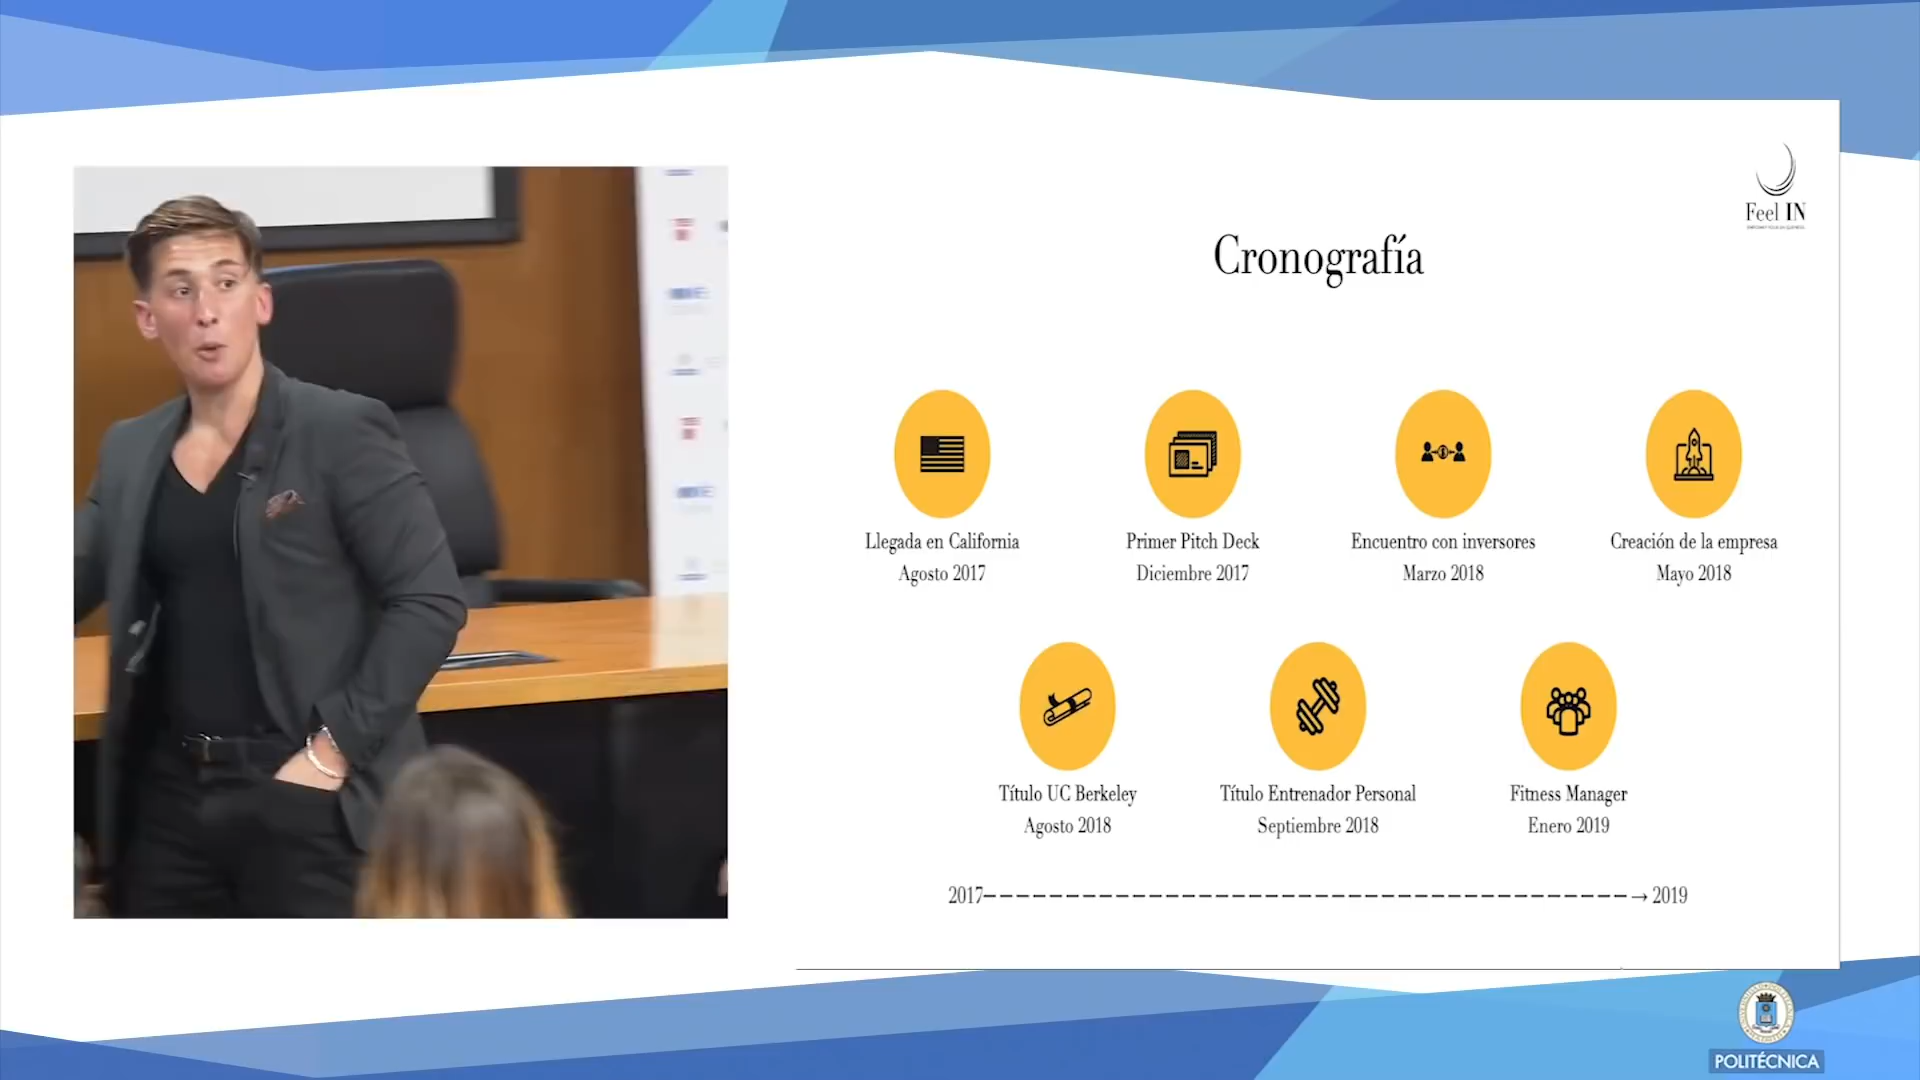 Feel IN
Cronografía
Llegada en California
Agosto 2017
Primer Pitch Deck
Diciembre 2017
Encuentro con inversores
Marzo 2018
Creación de la empresa
Mayo 2018
Título UC Berkeley
Agosto 2018
Título Entrenador Personal
Septiembre 2018
Fitness Manager
Enero 2019
2017
2019
POLITÉCNICA